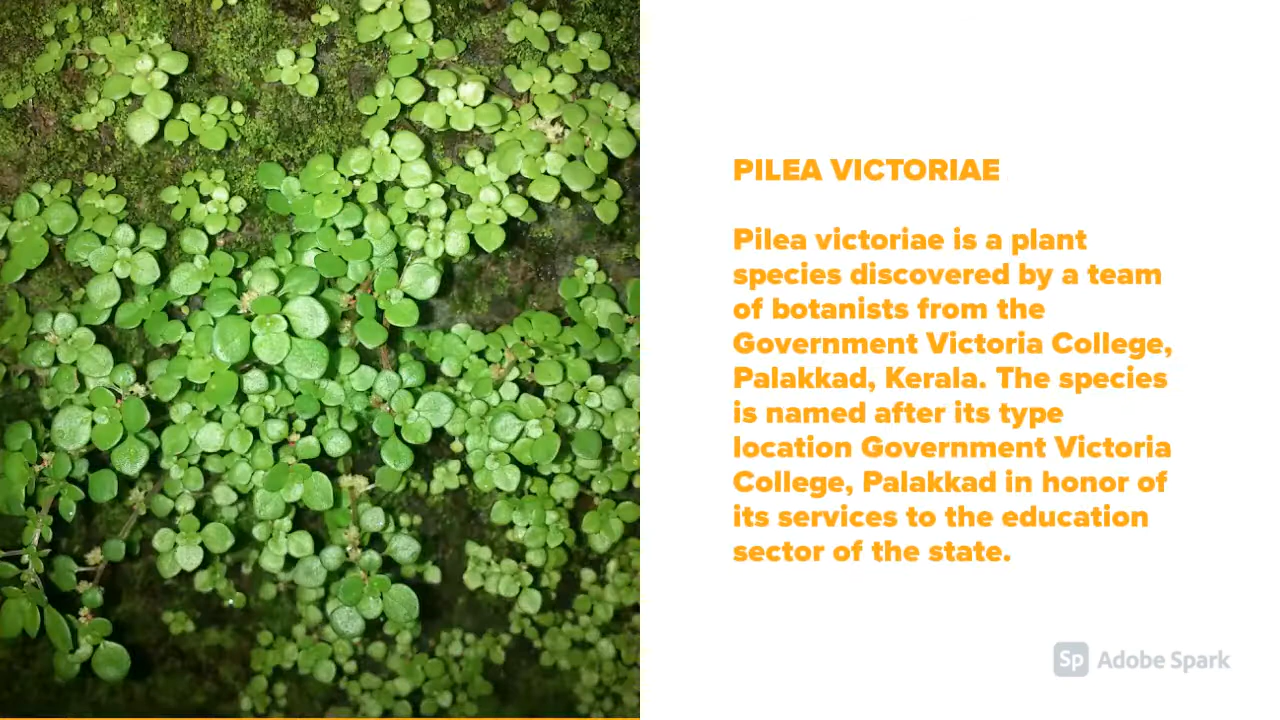 PILEA VICTORIAE
Pilea victoriae is a plant
species discovered by a team
of botanists from the
Government Victoria College,
Palakkad, Kerala. The species
is named after its type
location Government Victoria
College, Palakkad in honor of
its services to the education
sector of the state.
Sp Adobe Spark